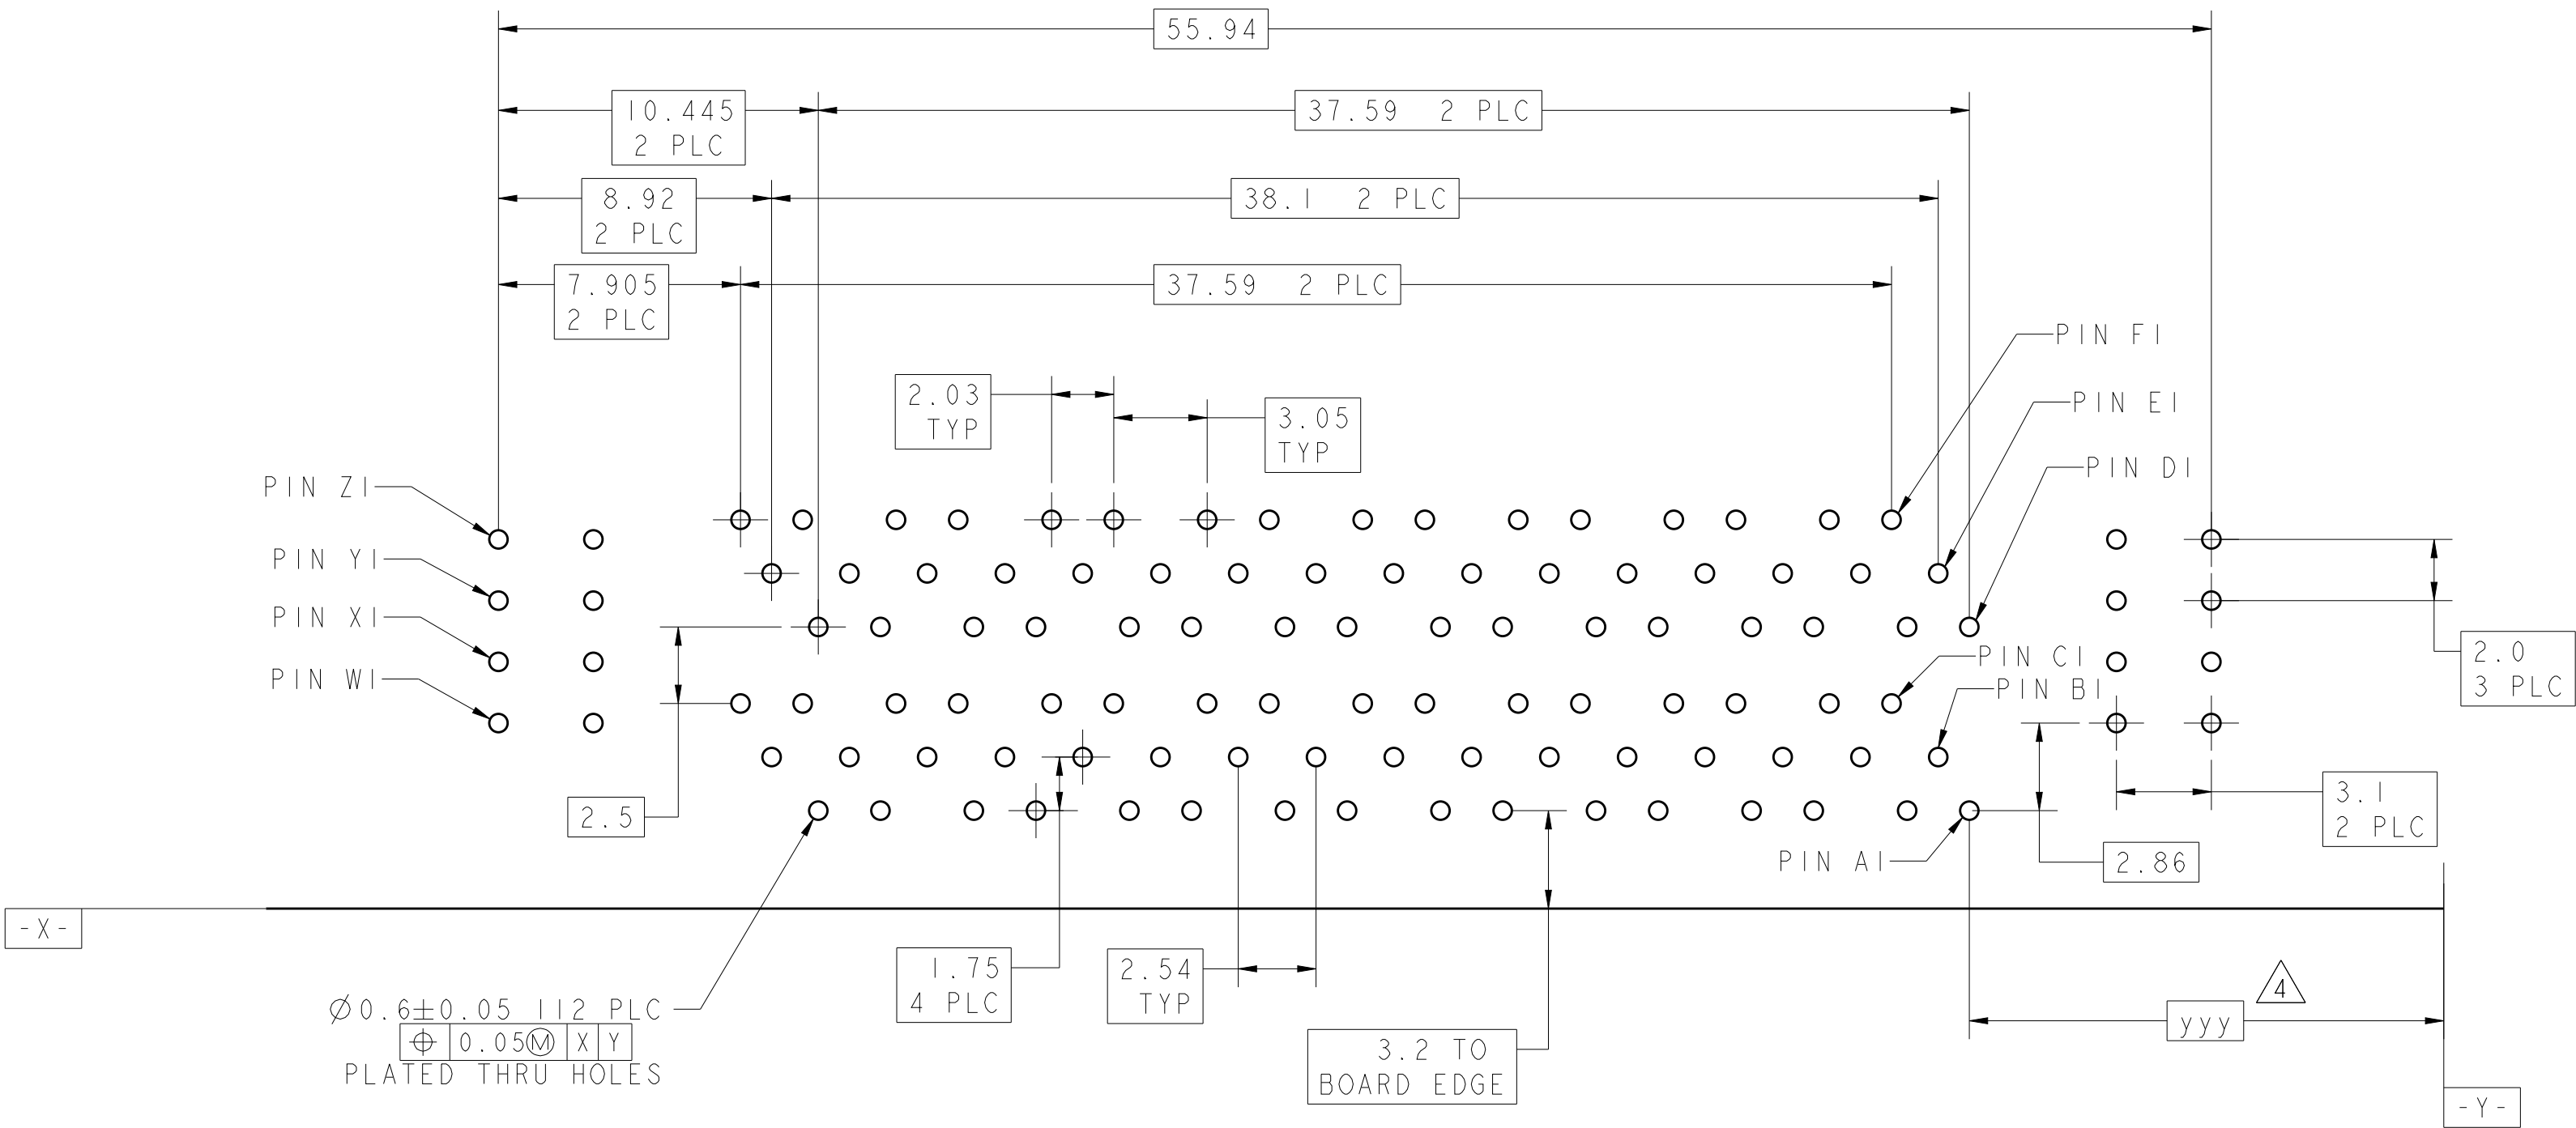 55.94
10.445
2 PLC
37.59 2 PLC
8.92
2 PLC
38.1 2 PLC
7.905
2 PLC
37.59 2 PLC
PIN F1
2.03
TYP
3.05
TYP
PIN E1
PIN D1
PIN Z1
PIN Y1
PIN X1
PIN W1
PIN C1
PIN B1
2.0
3 PLC
2.5
3.1
2 PLC
PIN A1
2.86
-X-
1.75
4 PLC
2.54
TYP
4
Ø0.6±0.05 112 PLC
⌖ 0.05Ⓜ X Y
PLATED THRU HOLES
yyy
3.2 TO
BOARD EDGE
-Y-